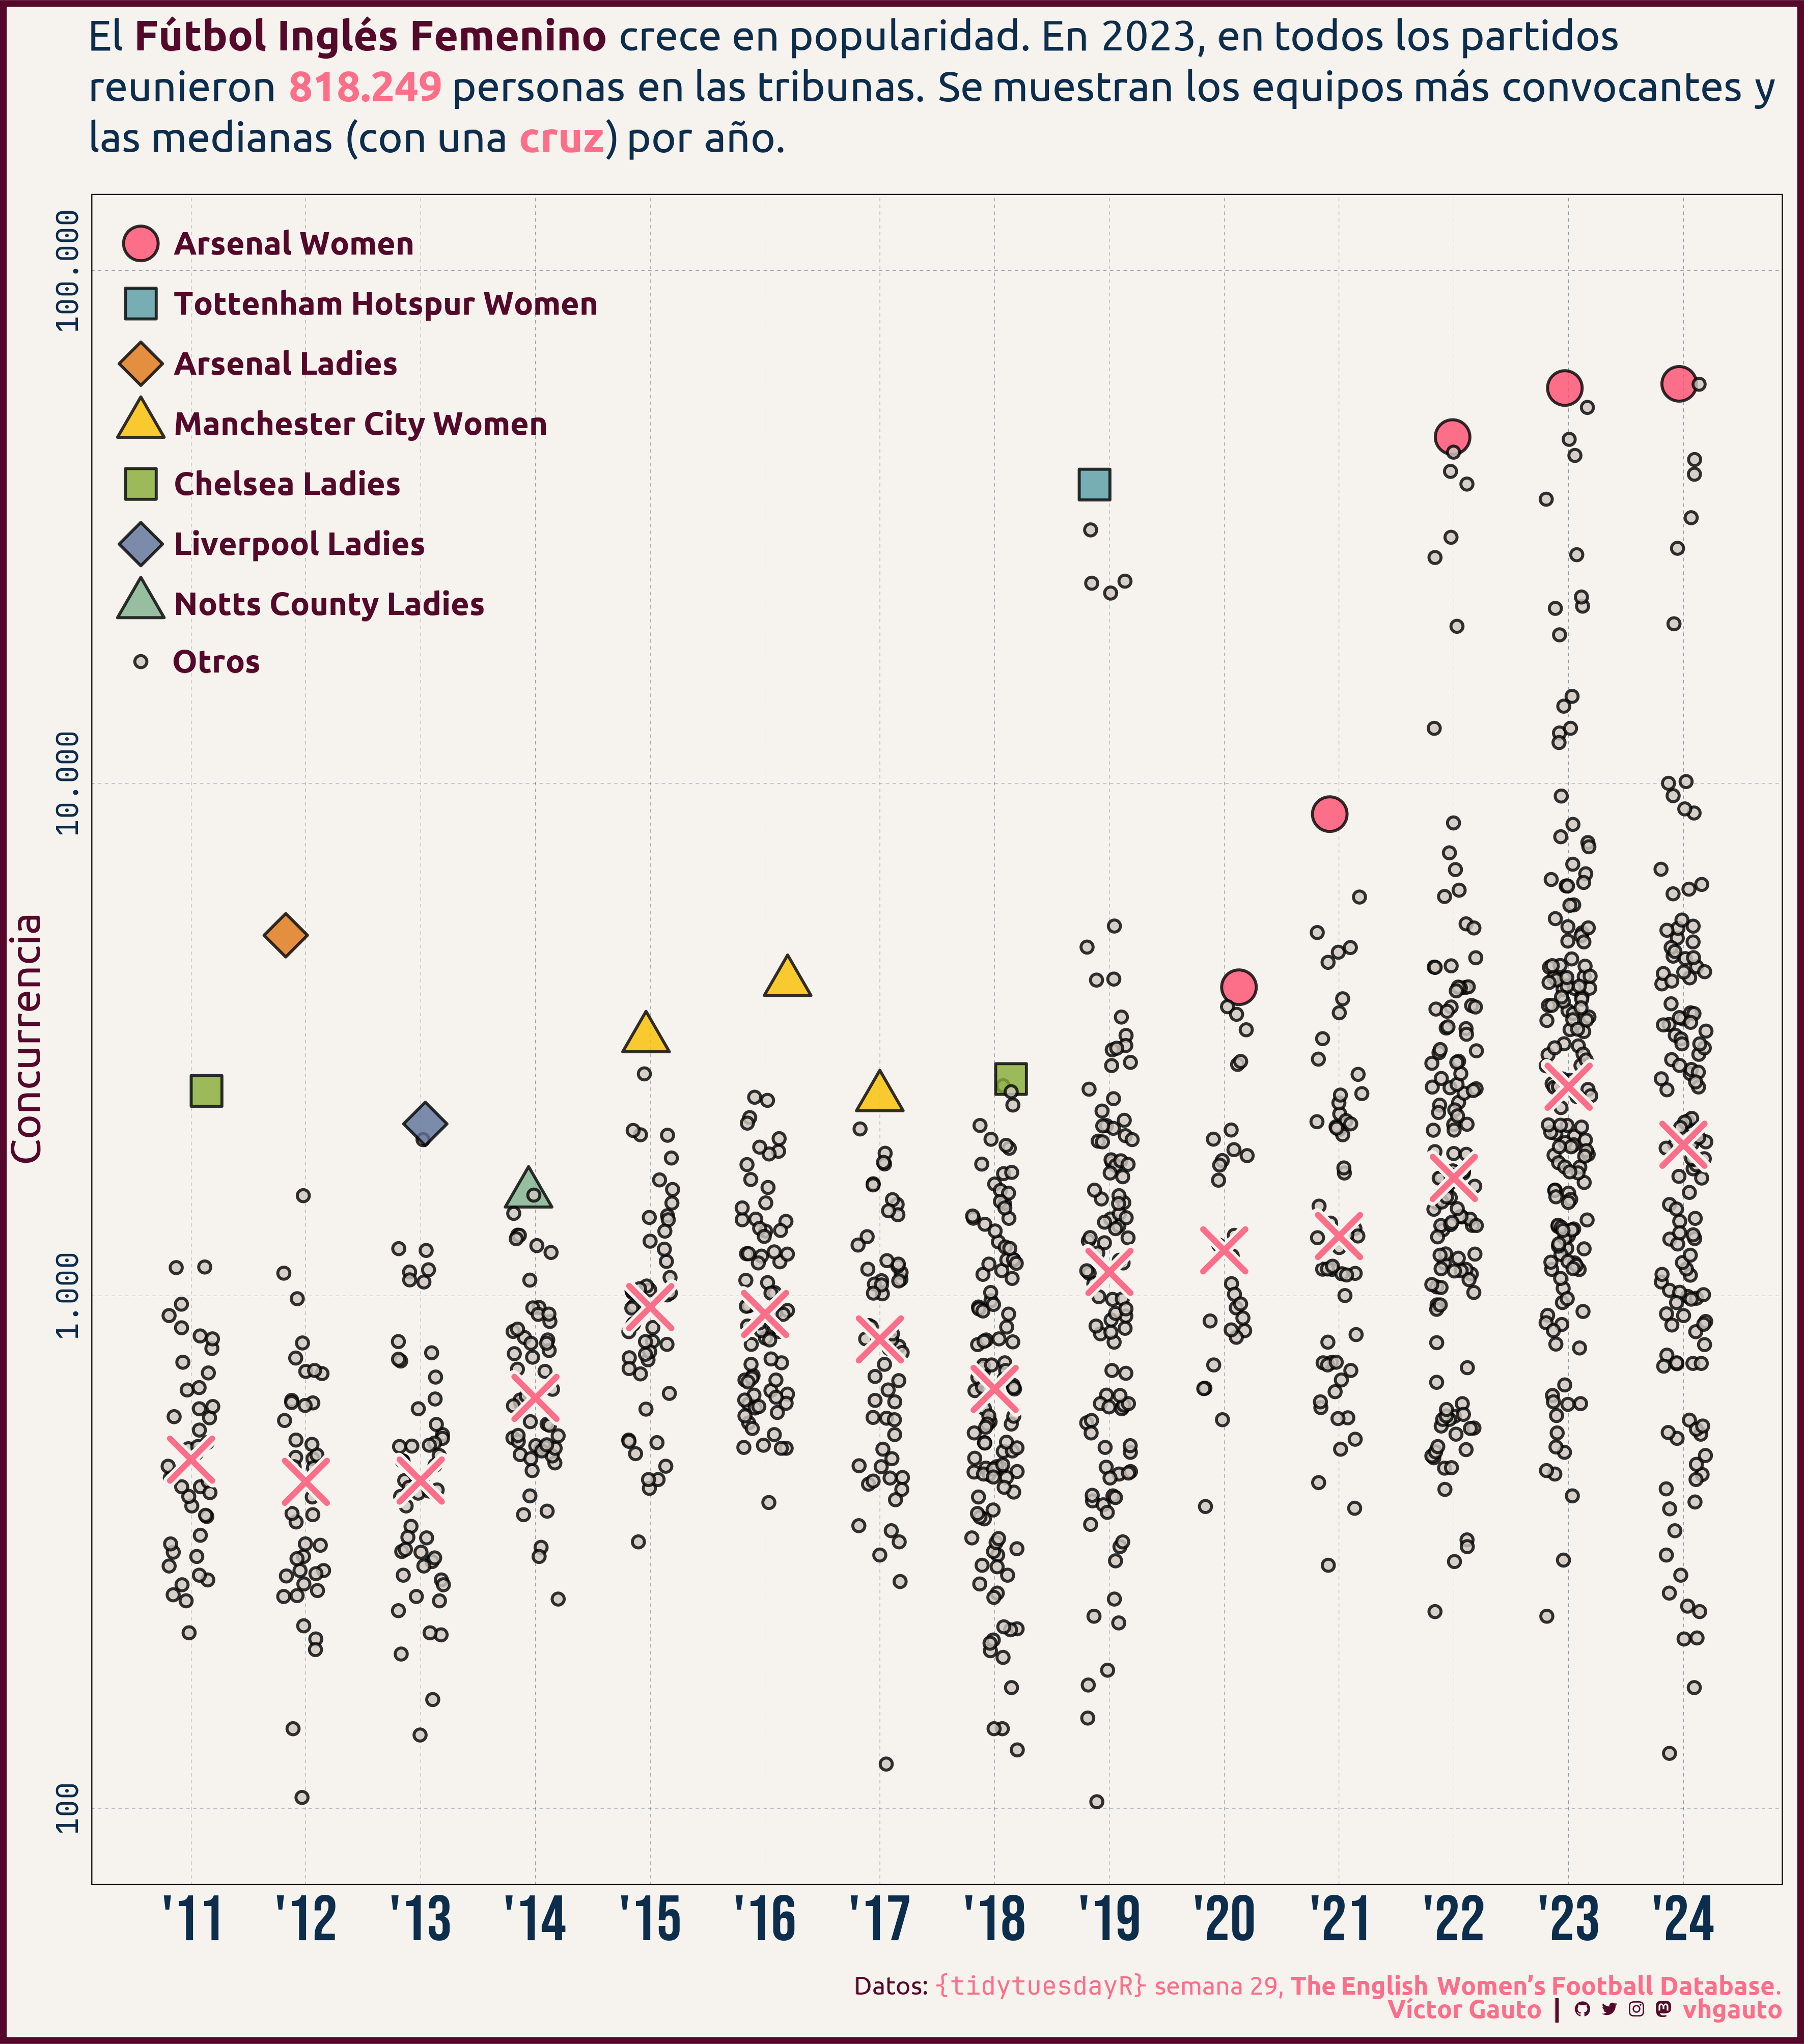 El Fútbol Inglés Femenino crece en popularidad. En 2023, en todos los partidos
reunieron 818.249 personas en las tribunas. Se muestran los equipos más convocantes y
las medianas (con una cruz) por año.
Arsenal Women
Tottenham Hotspur Women
Arsenal Ladies
Manchester City Women
Chelsea Ladies
Liverpool Ladies
Notts County Ladies
Otros
Concurrencia
100.000
10.000
1.000
100
'11 '12 '13 '14 '15 '16 '17 '18 '19 '20 '21 '22 '23 '24
Datos: {tidytuesdayR} semana 29, The English Women’s Football Database.
Víctor Gauto | vhgauto